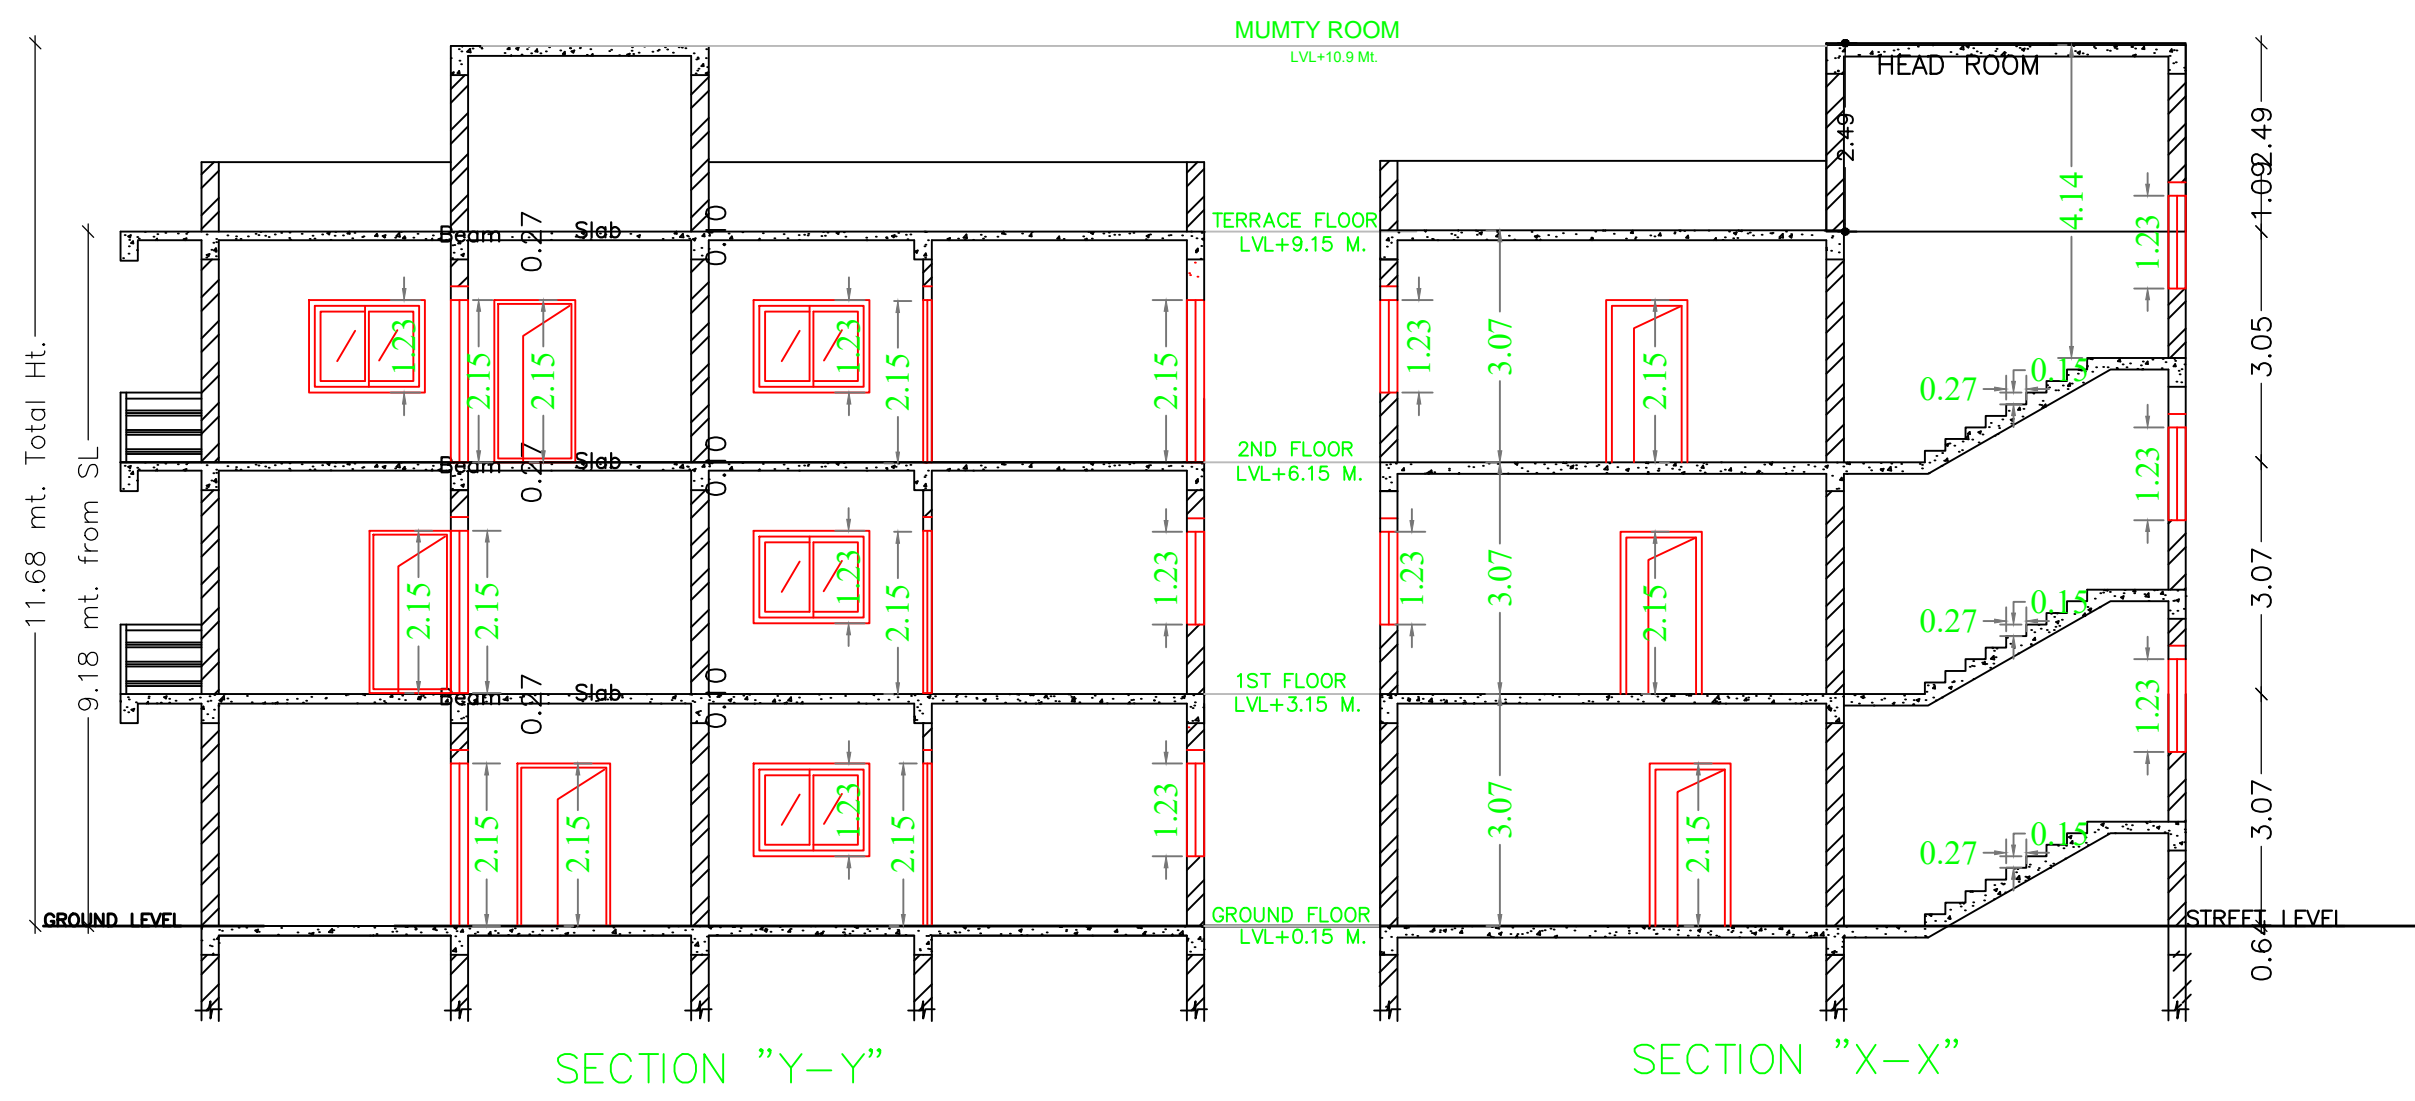 MUMTY ROOM
LVL+10.9 Mt.
HEAD ROOM
2.49
2.49
1.09
4.14
1.23
TERRACE FLOOR
LVL+9.15 M.
Beam
0.27
Slab
0.10
11.68 mt. Total Ht.
9.18 mt. from SL
1.23
2.15
2.15
1.23
2.15
2.15
1.23
3.07
2.15
0.27
0.15
3.05
2ND FLOOR
LVL+6.15 M.
Beam
0.27
Slab
0.10
1.23
2.15
2.15
1.23
2.15
1.23
1.23
3.07
2.15
0.27
0.15
3.07
1ST FLOOR
LVL+3.15 M.
Beam
0.27
Slab
0.10
1.23
2.15
2.15
1.23
2.15
1.23
3.07
2.15
0.27
0.15
3.07
GROUND LEVEL
GROUND FLOOR
LVL+0.15 M.
STREET LEVEL
0.64
SECTION "Y-Y"
SECTION "X-X"